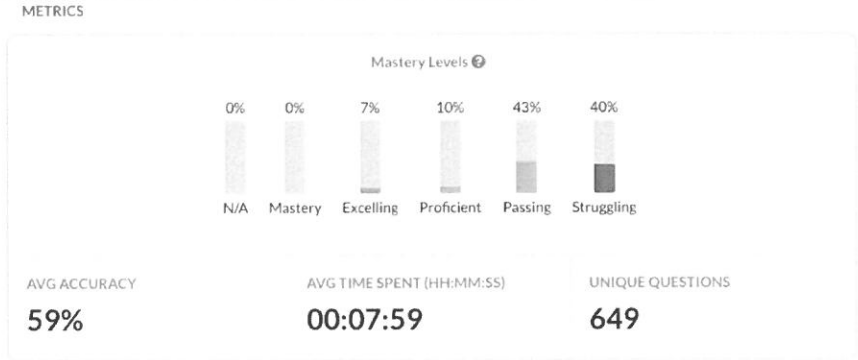 METRICS
Mastery Levels ?
0% 0% 7% 10% 43% 40%
N/A Mastery Excelling Proficient Passing Struggling
AVG ACCURACY AVG TIME SPENT (HH:MM:SS) UNIQUE QUESTIONS
59% 00:07:59 649